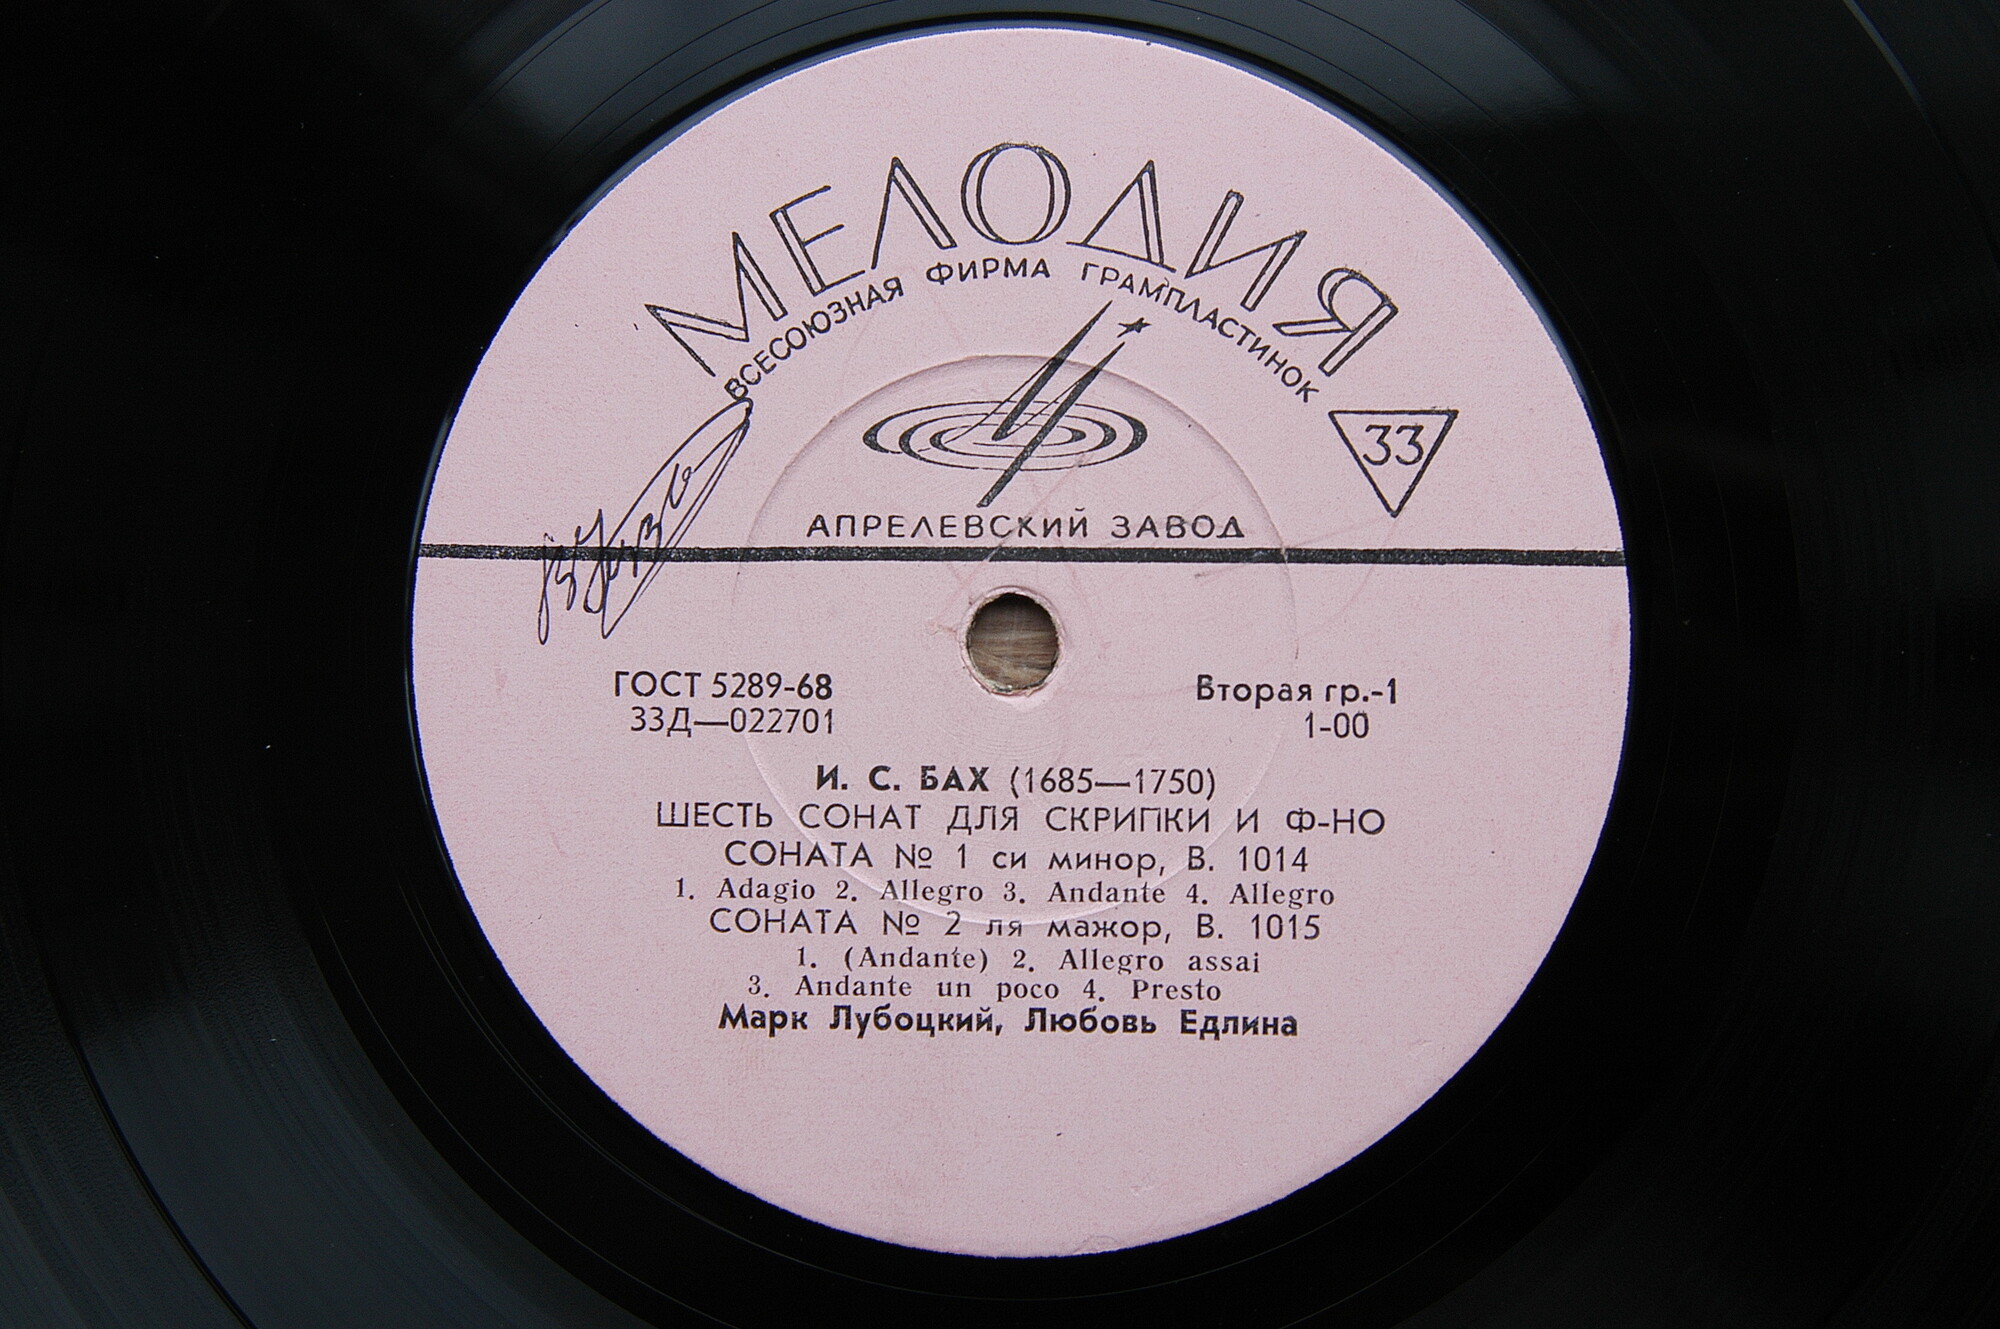 МЕЛОДИЯ
ВСЕСОЮЗНАЯ ФИРМА ГРАМПЛАСТИНОК
33
АПРЕЛЕВСКИЙ ЗАВОД
ГОСТ 5289-68
33Д—022701
Вторая гр.-1
1-00
И. С. БАХ (1685—1750)
ШЕСТЬ СОНАТ ДЛЯ СКРИПКИ И Ф-НО
СОНАТА № 1 си минор, В. 1014
1. Adagio 2. Allegro 3. Andante 4. Allegro
СОНАТА № 2 ля мажор, В. 1015
1. (Andante) 2. Allegro assai
3. Andante un poco 4. Presto
Марк Лубоцкий, Любовь Едлина